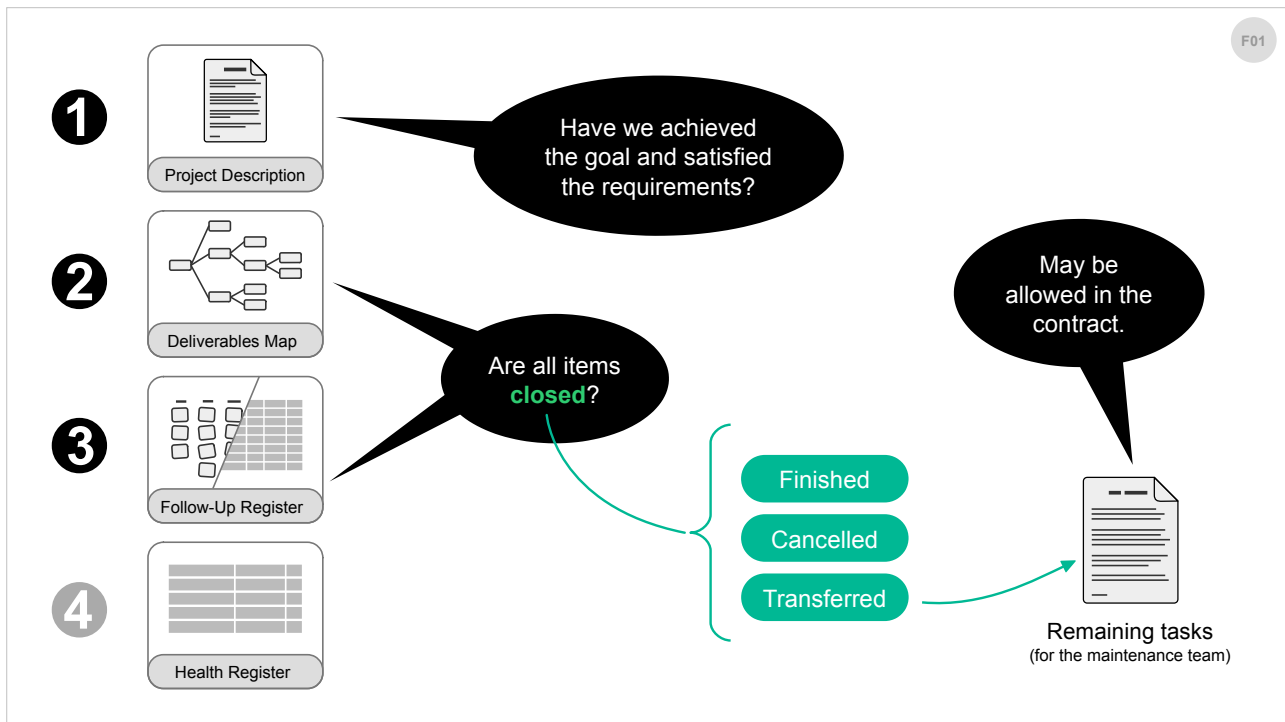 F01
1
Project Description
Have we achieved
the goal and satisfied
the requirements?
2
Deliverables Map
May be
allowed in the
contract.
Are all items
closed?
3
Follow-Up Register
Finished
Cancelled
Transferred
4
Health Register
Remaining tasks
(for the maintenance team)